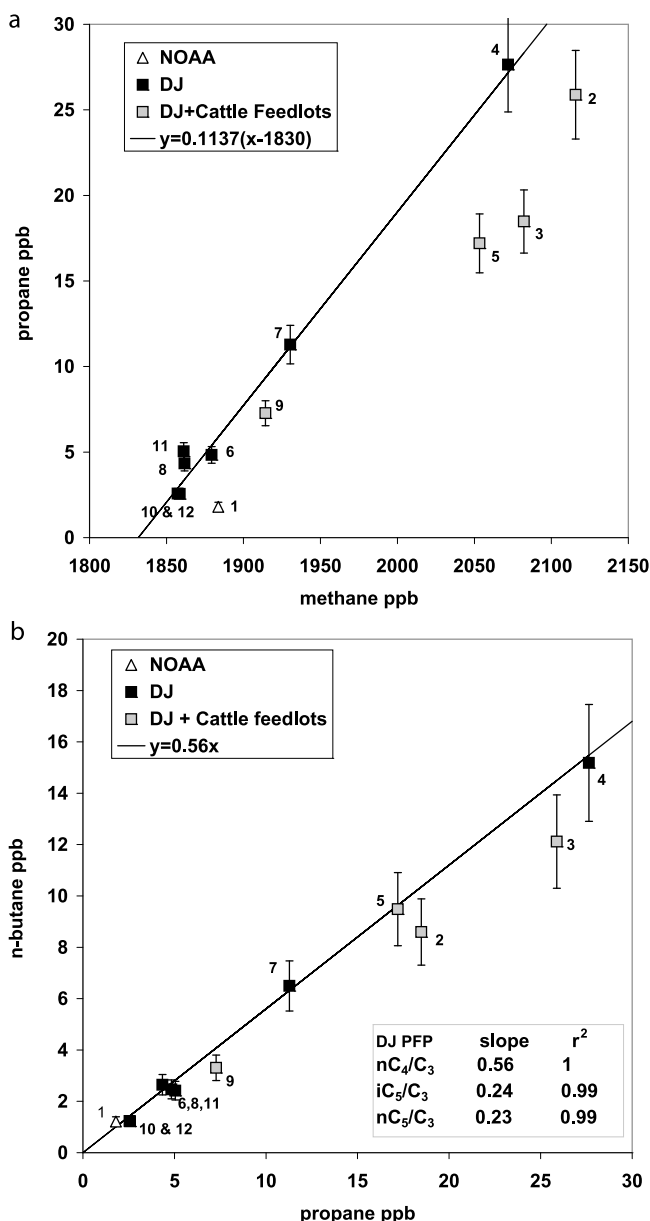 a
30
NOAA
DJ
DJ+Cattle Feedlots
y=0.1137(x-1830)
4
2
25
20
3
5
propane ppb
15
7
10
9
11
6
5
8
10 & 12
1
0
1800 1850 1900 1950 2000 2050 2100 2150
methane ppb
b
20
NOAA
DJ
DJ + Cattle feedlots
y=0.56x
18
16
4
14
12
3
n-butane ppb
10
5
2
8
7
6
DJ PFP slope r²
nC₄/C₃ 0.56 1
iC₅/C₃ 0.24 0.99
nC₅/C₃ 0.23 0.99
4
9
2
1
6,8,11
10 & 12
0
0 5 10 15 20 25 30
propane ppb